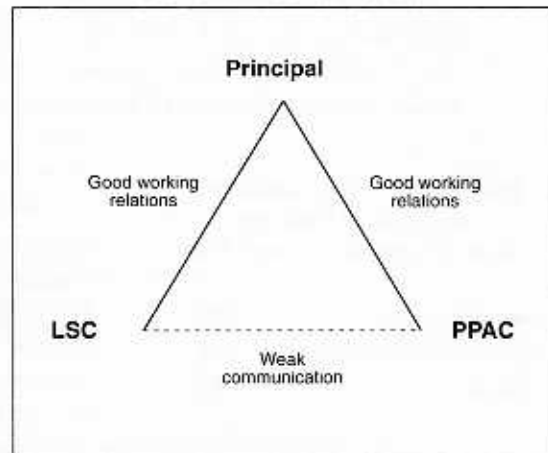 Principal
Good working
relations
Good working
relations
LSC
PPAC
Weak
communication